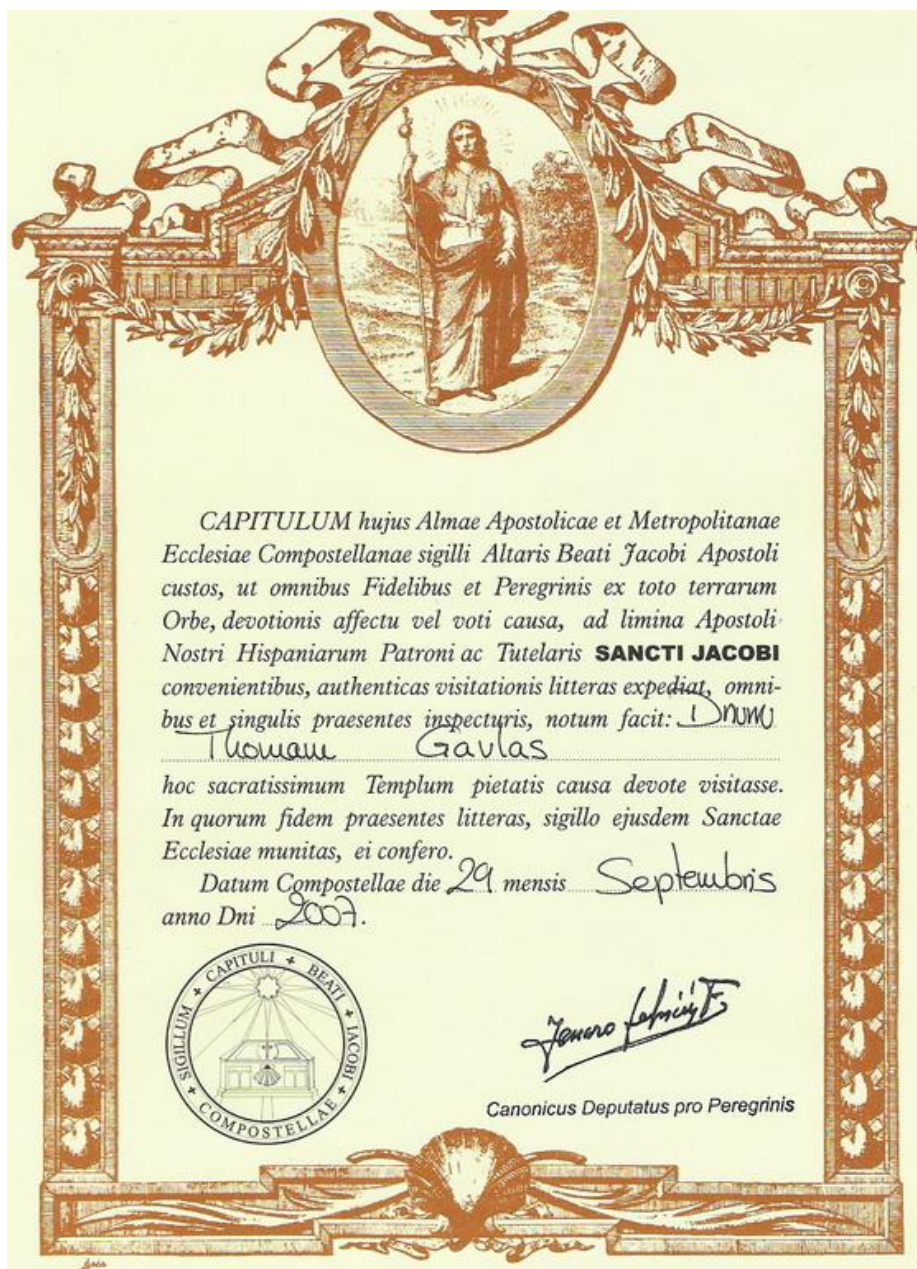 CAPITULUM hujus Almae Apostolicae et Metropolitanae
Ecclesiae Compostellanae sigilli Altaris Beati Jacobi Apostoli
custos, ut omnibus Fidelibus et Peregrinis ex toto terrarum
Orbe, devotionis affectu vel voti causa, ad limina Apostoli
Nostri Hispaniarum Patroni ac Tutelaris SANCTI JACOBI
convenientibus, authenticas visitationis litteras expediat, omni-
bus et singulis praesentes inspecturis, notum facit: Dnum
Thomam Gavlas
hoc sacratissimum Templum pietatis causa devote visitasse.
In quorum fidem praesentes litteras, sigillo ejusdem Sanctae
Ecclesiae munitas, ei confero.
Datum Compostellae die 29 mensis Septembris
anno Dni 2007.
SIGILLUM + CAPITULI + BEATI + IACOBI + COMPOSTELLAE +
Jenaro
Canonicus Deputatus pro Peregrinis